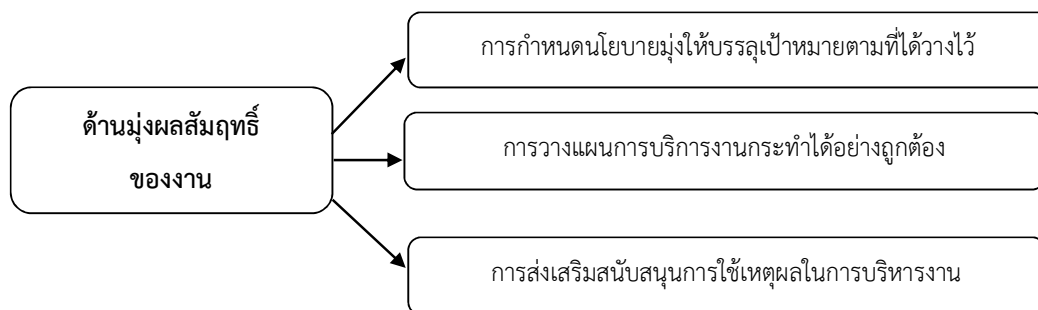 การกำหนดนโยบายมุ่งให้บรรลุเป้าหมายตามที่ได้วางไว้
ด้านมุ่งผลสัมฤทธิ์
ของงาน
การวางแผนการบริการงานกระทำได้อย่างถูกต้อง
การส่งเสริมสนับสนุนการใช้เหตุผลในการบริหารงาน